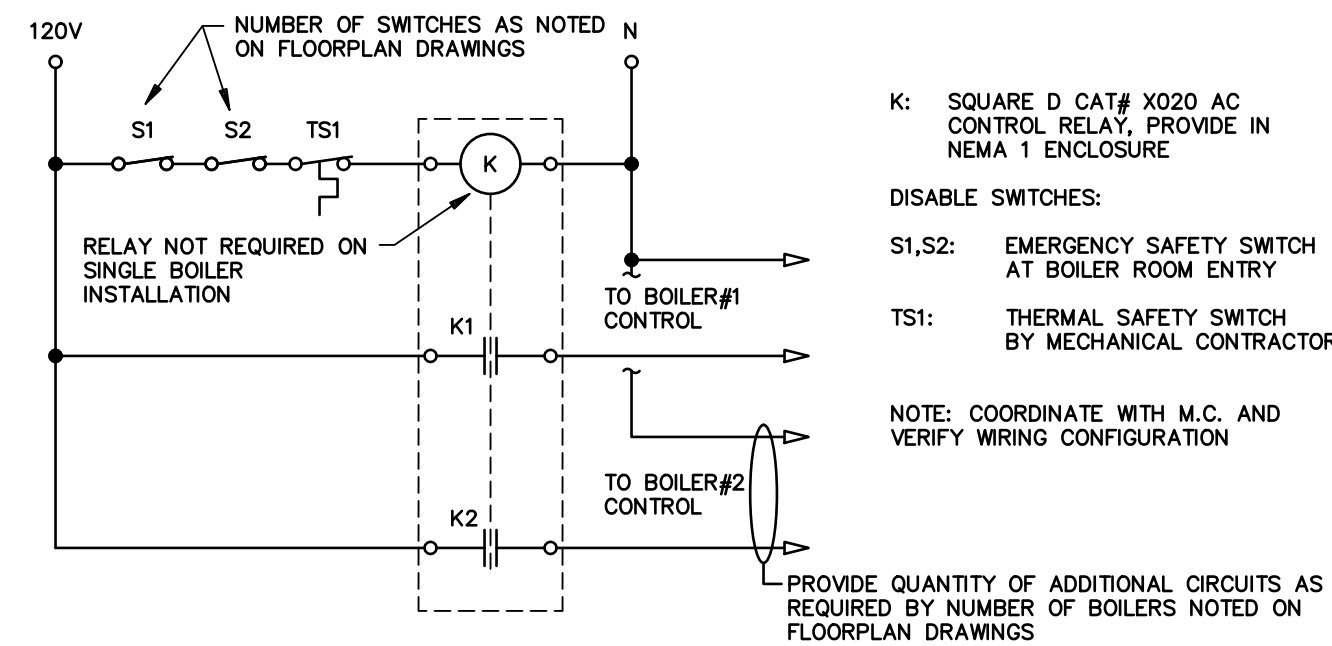 120V
NUMBER OF SWITCHES AS NOTED
ON FLOORPLAN DRAWINGS
N
S1
S2
TS1
K
RELAY NOT REQUIRED ON
SINGLE BOILER
INSTALLATION
TO BOILER#1
CONTROL
K1
TO BOILER#2
CONTROL
K2
PROVIDE QUANTITY OF ADDITIONAL CIRCUITS AS
REQUIRED BY NUMBER OF BOILERS NOTED ON
FLOORPLAN DRAWINGS
K: SQUARE D CAT# XO20 AC
CONTROL RELAY, PROVIDE IN
NEMA 1 ENCLOSURE
DISABLE SWITCHES:
S1,S2: EMERGENCY SAFETY SWITCH
AT BOILER ROOM ENTRY
TS1: THERMAL SAFETY SWITCH
BY MECHANICAL CONTRACTOR
NOTE: COORDINATE WITH M.C. AND
VERIFY WIRING CONFIGURATION